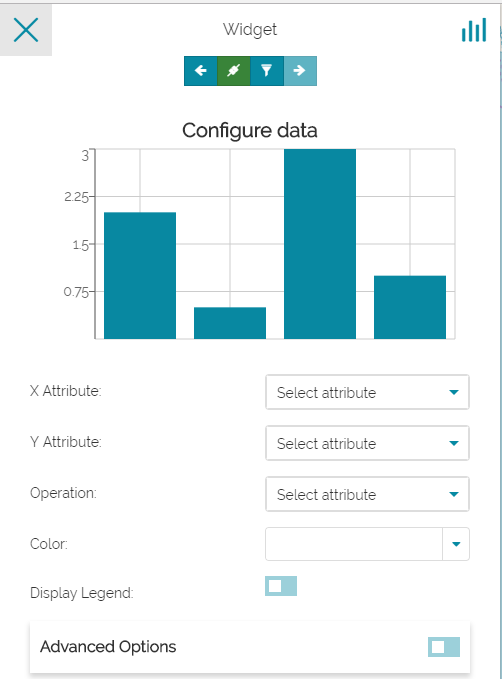 Widget
Configure data
3
2.25
1.5
0.75
X Attribute:
Select attribute
Y Attribute:
Select attribute
Operation:
Select attribute
Color:
Display Legend:
Advanced Options